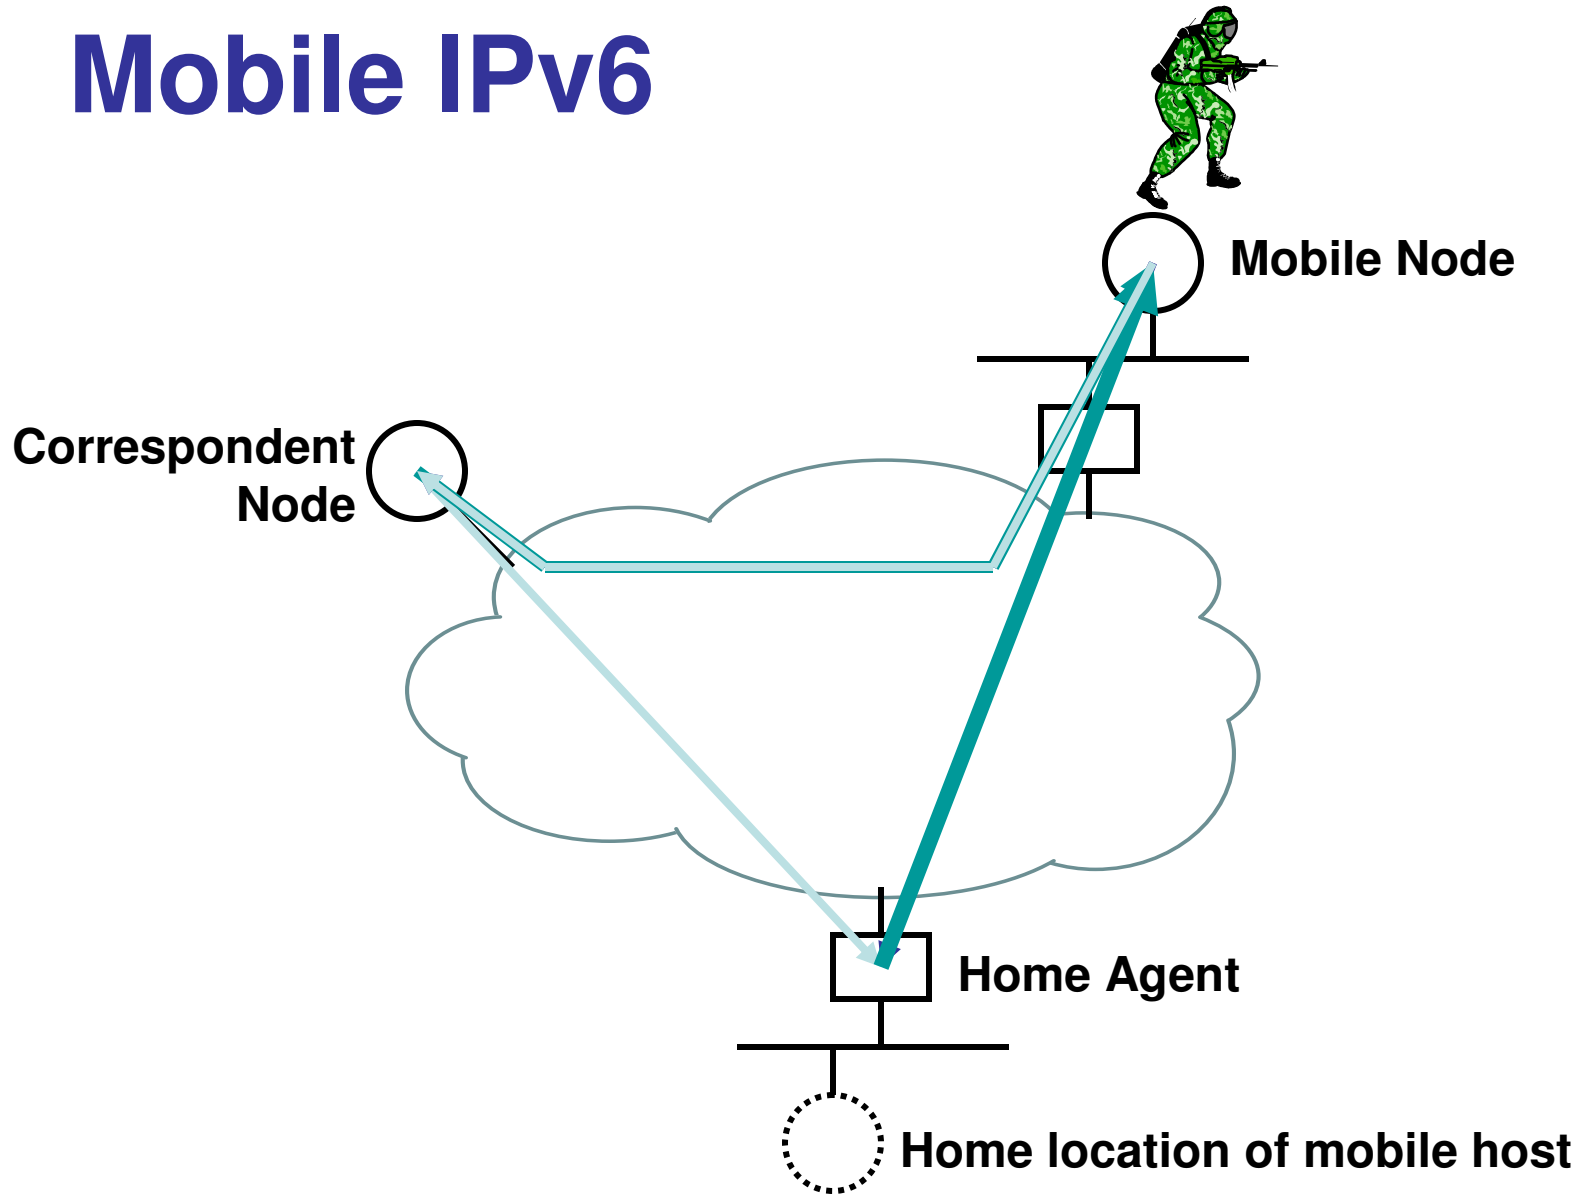 Mobile IPv6
Mobile Node
Correspondent
Node
Home Agent
Home location of mobile host